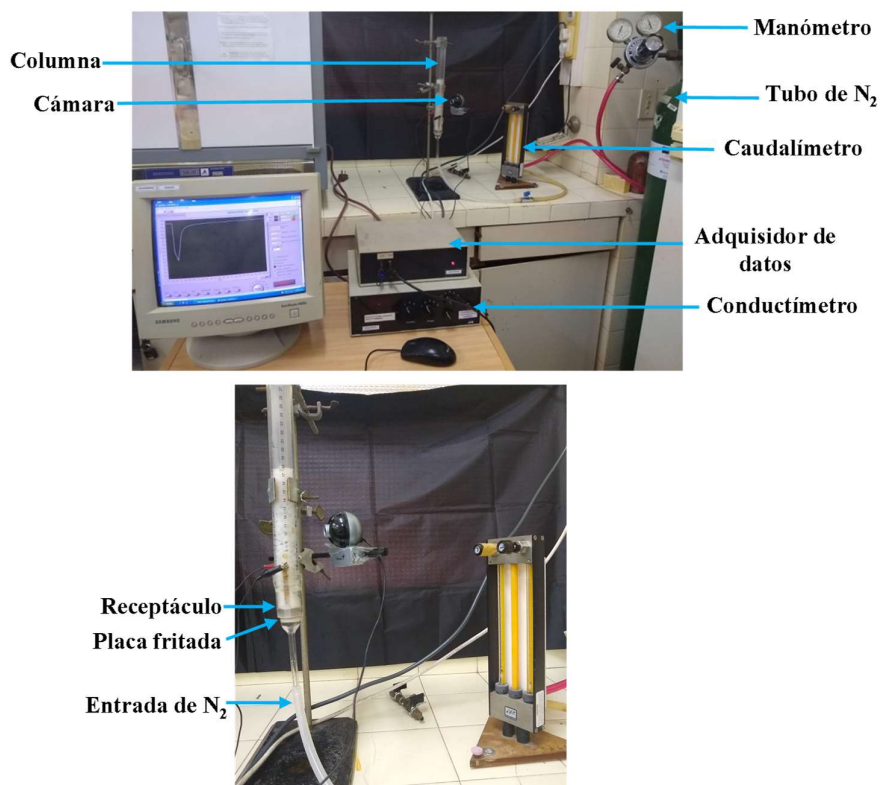 Columna
Cámara
Manómetro
Tubo de N₂
Caudalímetro
Adquisidor de
datos
Conductímetro
SAMSUNG
Receptáculo
Placa fritada
Entrada de N₂